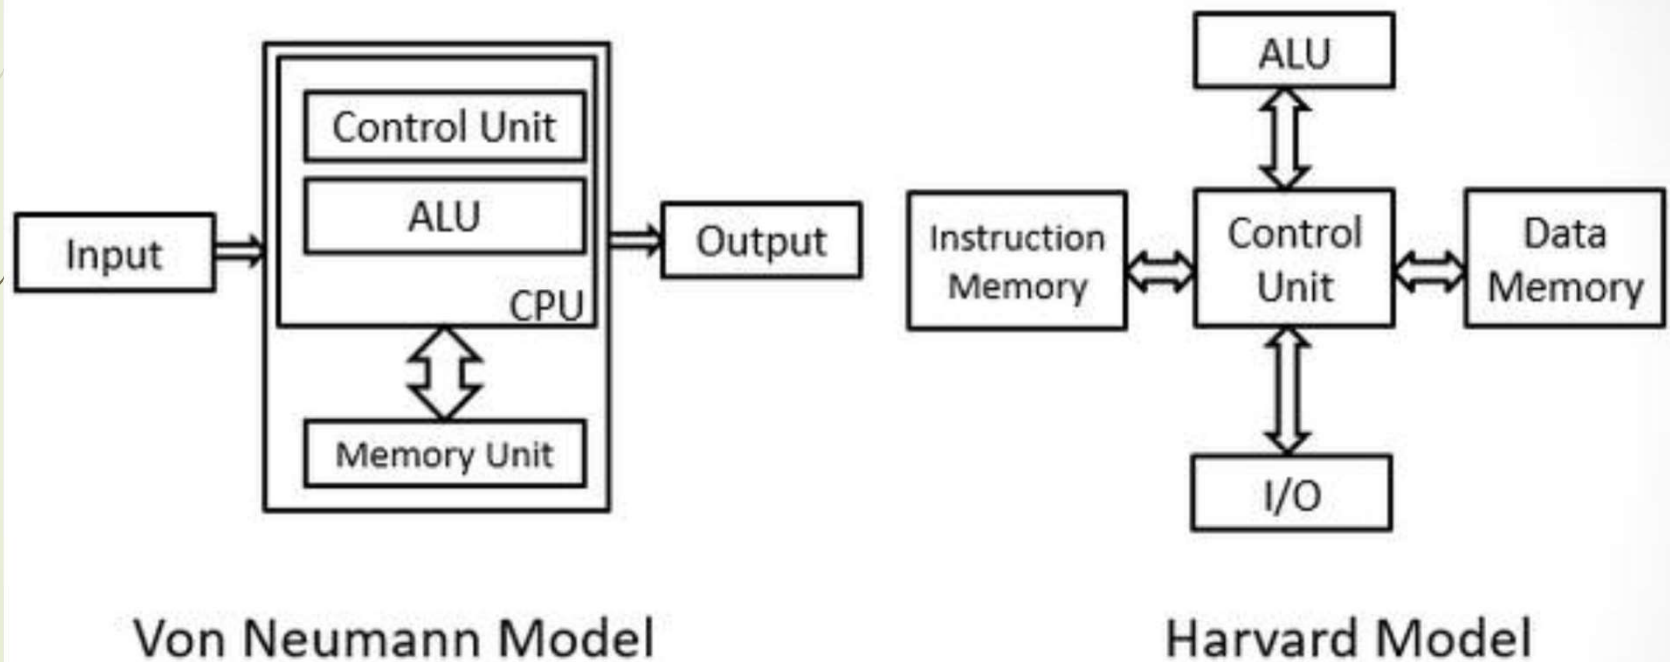 Input
Control Unit
ALU
CPU
Memory Unit
Output
Von Neumann Model
ALU
Instruction
Memory
Control
Unit
Data
Memory
I/O
Harvard Model